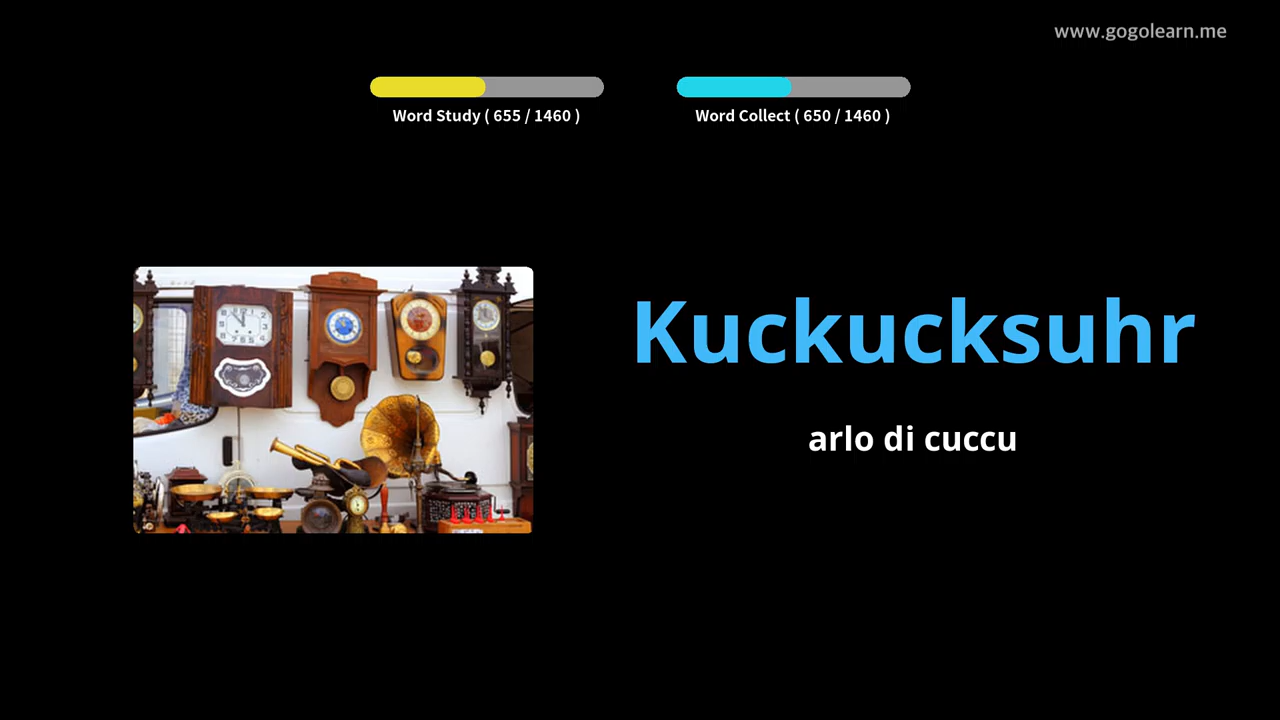 www.gogolearn.me
Word Study ( 655 / 1460 )
Word Collect ( 650 / 1460 )
Kuckucksuhr
arlo di cuccu